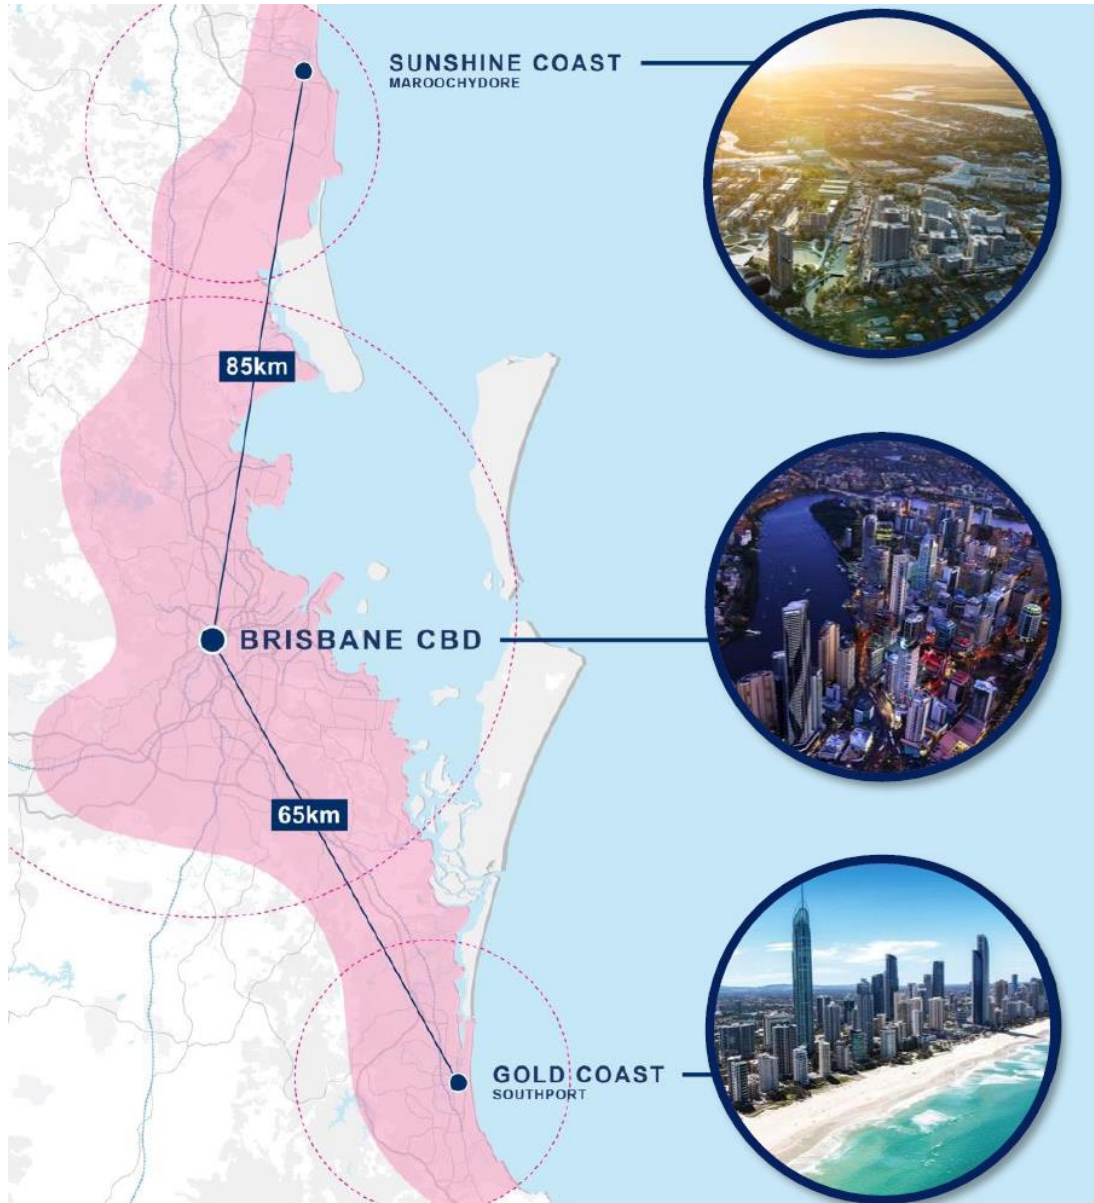 SUNSHINE COAST
MAROOCHYDORE
85km
BRISBANE CBD
65km
GOLD COAST
SOUTHPORT